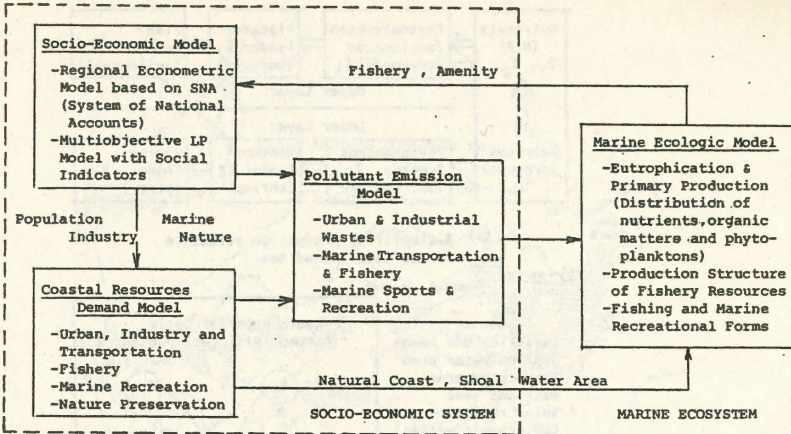 Socio-Economic Model
-Regional Econometric
Model based on SNA
(System of National
Accounts)
-Multiobjective LP
Model with Social
Indicators
Fishery , Amenity
Population Marine
Industry Nature
Pollutant Emission
Model
-Urban & Industrial
Wastes
-Marine Transportation
& Fishery
-Marine Sports &
Recreation
Marine Ecologic Model
-Eutrophication &
Primary Production
(Distribution of
nutrients,organic
matters and phyto-
planktons)
-Production Structure
of Fishery Resources
-Fishing and Marine
Recreational Forms
Coastal Resources
Demand Model
-Urban, Industry and
Transportation
-Fishery
-Marine Recreation
-Nature Preservation
Natural Coast , Shoal Water Area
SOCIO-ECONOMIC SYSTEM
MARINE ECOSYSTEM